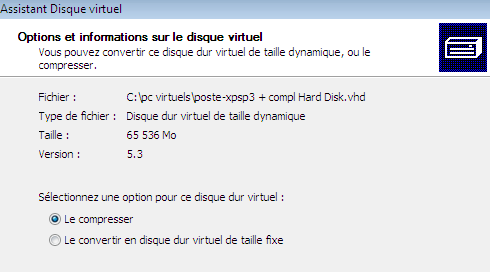 Assistant Disque virtuel
Options et informations sur le disque virtuel
Vous pouvez convertir ce disque dur virtuel de taille dynamique, ou le
compresser.
Fichier : C:\pc virtuels\poste-xpsp3 + compl Hard Disk.vhd
Type de fichier : Disque dur virtuel de taille dynamique
Taille : 65 536 Mo
Version : 5.3
Sélectionnez une option pour ce disque dur virtuel :
Le compresser
Le convertir en disque dur virtuel de taille fixe